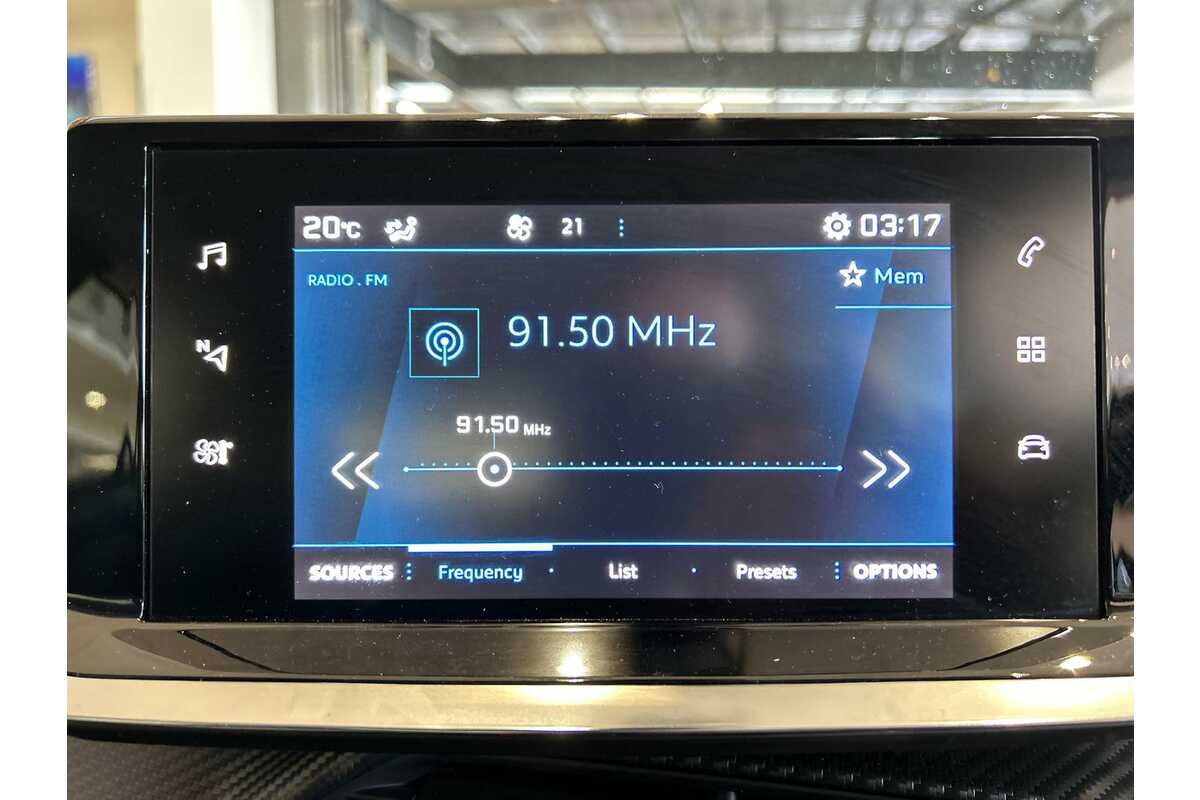 20°C 21 03:17
RADIO . FM
Mem
91.50 MHz
N
91.50 MHz
SOURCES Frequency List Presets OPTIONS